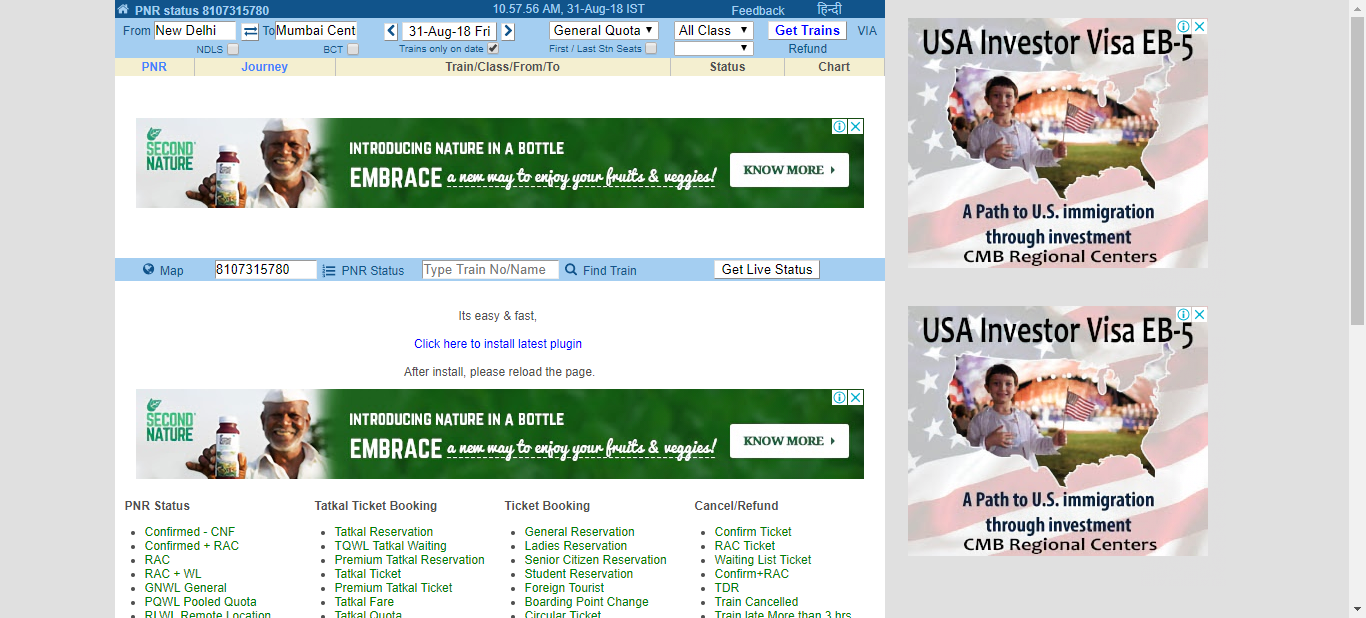 PNR status 8107315780 10.57.56 AM, 31-Aug-18 IST Feedback हिन्दी
From New Delhi To Mumbai Cent 31-Aug-18 Fri General Quota All Class Get Trains VIA
NDLS BCT Trains only on date First / Last Stn Seats Refund
PNR Journey Train/Class/From/To Status Chart
SECOND NATURE INTRODUCING NATURE IN A BOTTLE
EMBRACE a new way to enjoy your fruits & veggies! KNOW MORE
Map 8107315780 PNR Status Type Train No/Name Find Train Get Live Status
Its easy & fast,
Click here to install latest plugin
After install, please reload the page.
SECOND NATURE INTRODUCING NATURE IN A BOTTLE
EMBRACE a new way to enjoy your fruits & veggies! KNOW MORE
PNR Status
Confirmed - CNF
Confirmed + RAC
RAC
RAC + WL
GNWL General
PQWL Pooled Quota
RLWL Remote Location
Tatkal Ticket Booking
Tatkal Reservation
TQWL Tatkal Waiting
Premium Tatkal Reservation
Tatkal Ticket
Premium Tatkal Ticket
Tatkal Fare
Tatkal Quota
Ticket Booking
General Reservation
Ladies Reservation
Senior Citizen Reservation
Student Reservation
Foreign Tourist
Boarding Point Change
Circular Ticket
Cancel/Refund
Confirm Ticket
RAC Ticket
Waiting List Ticket
Confirm+RAC
TDR
Train Cancelled
Train late More than 3 hrs
USA Investor Visa EB-5
A Path to U.S. immigration
through investment
CMB Regional Centers
USA Investor Visa EB-5
A Path to U.S. immigration
through investment
CMB Regional Centers